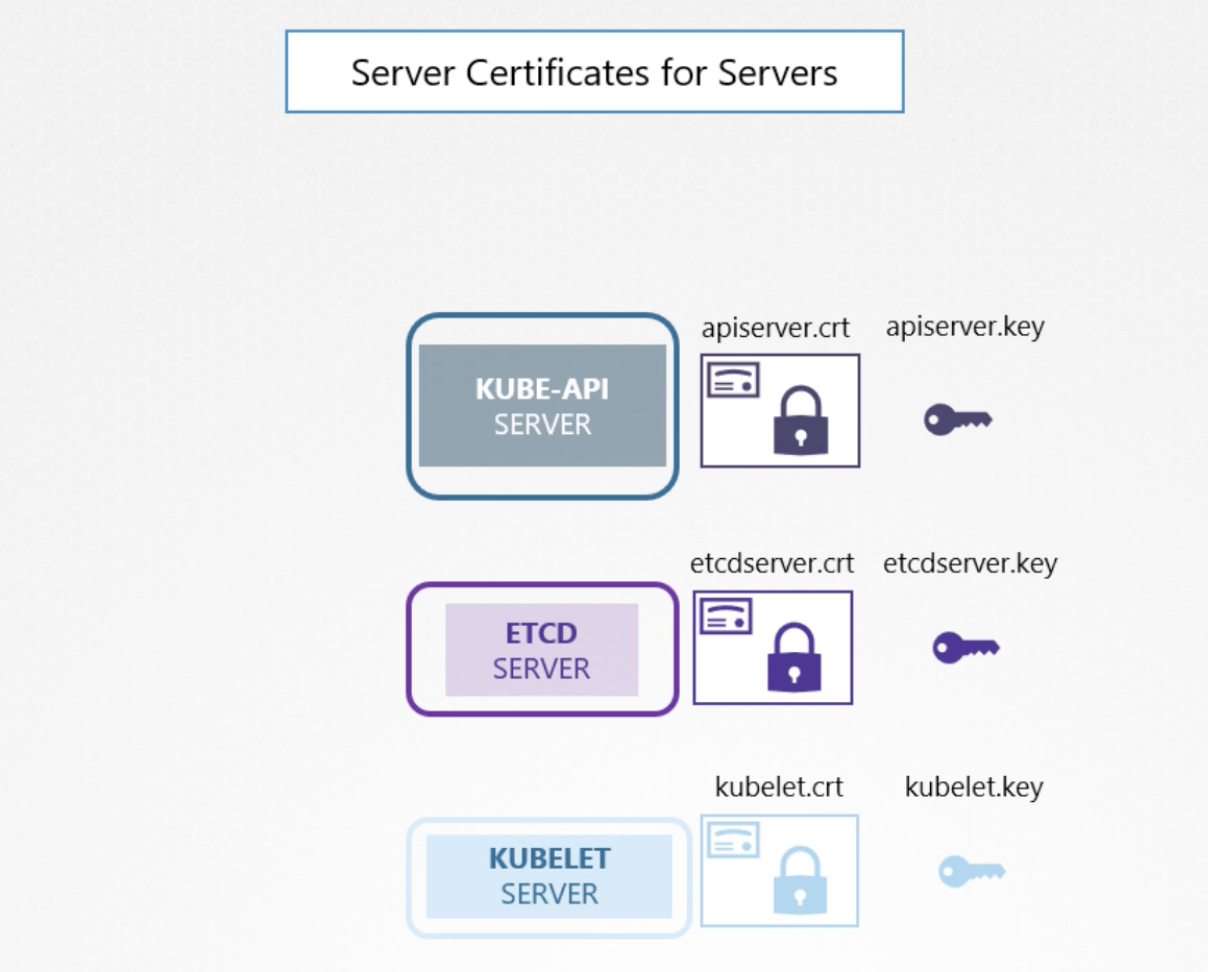 Server Certificates for Servers
apiserver.crt apiserver.key
KUBE-API
SERVER
etcdserver.crt etcdserver.key
ETCD
SERVER
kubelet.crt kubelet.key
KUBELET
SERVER